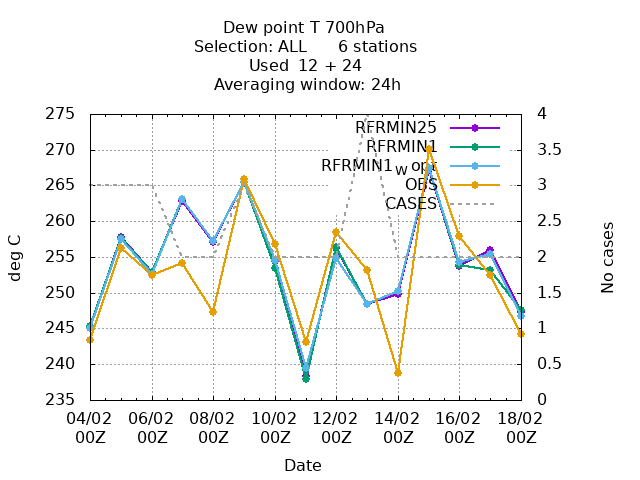 Dew point T 700hPa
Selection: ALL      6 stations
Used  12 + 24
Averaging window: 24h
275
270
265
260
255
250
245
240
235
4
3.5
3
2.5
2
1.5
1
0.5
0
deg C
No cases
RFRMIN25
RFRMIN1
RFRMIN1w opr
OBS
CASES
04/02 06/02 08/02 10/02 12/02 14/02 16/02 18/02
00Z 00Z 00Z 00Z 00Z 00Z 00Z 00Z
Date